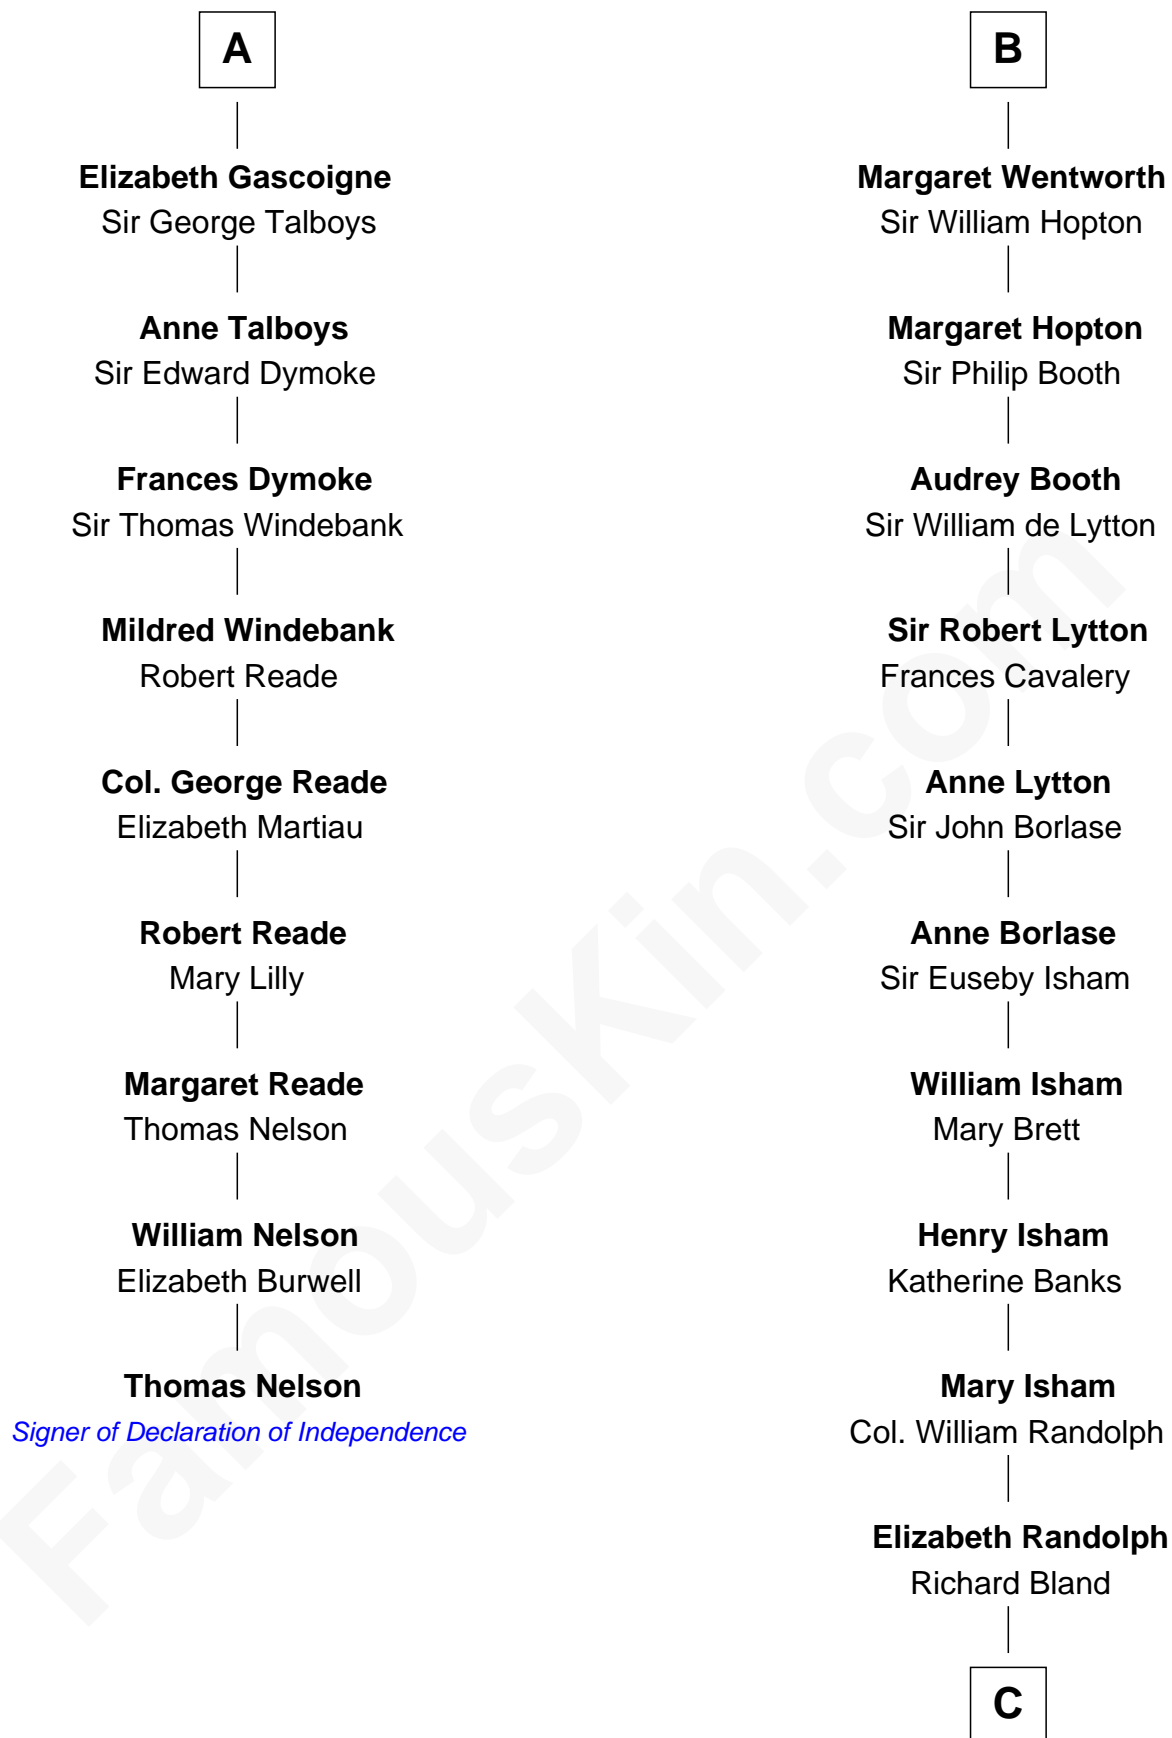 A
Elizabeth Gascoigne
Sir George Talboys
Anne Talboys
Sir Edward Dymoke
Frances Dymoke
Sir Thomas Windebank
Mildred Windebank
Robert Reade
Col. George Reade
Elizabeth Martiau
Robert Reade
Mary Lilly
Margaret Reade
Thomas Nelson
William Nelson
Elizabeth Burwell
Thomas Nelson
Signer of Declaration of Independence
B
Margaret Wentworth
Sir William Hopton
Margaret Hopton
Sir Philip Booth
Audrey Booth
Sir William de Lytton
Sir Robert Lytton
Frances Cavalery
Anne Lytton
Sir John Borlase
Anne Borlase
Sir Euseby Isham
William Isham
Mary Brett
Henry Isham
Katherine Banks
Mary Isham
Col. William Randolph
Elizabeth Randolph
Richard Bland
C
FamousKin.com